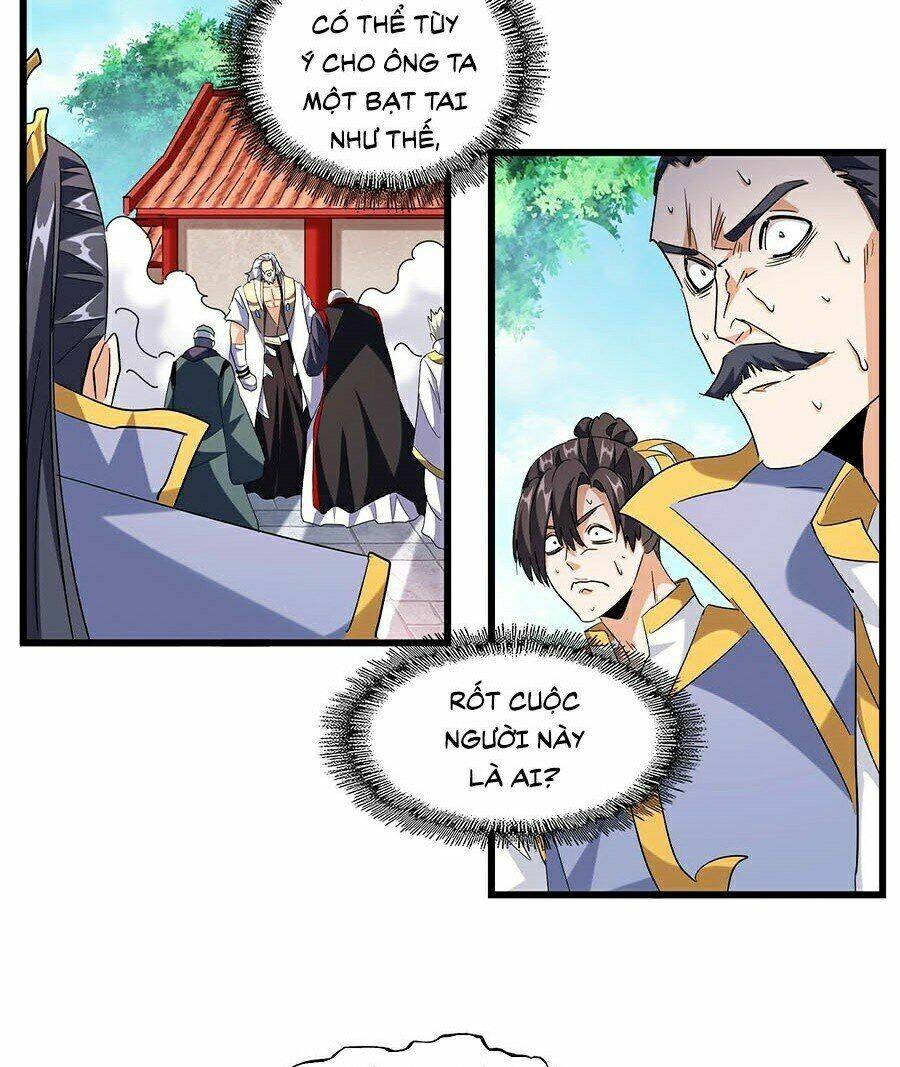 CÓ THỂ TÙY
Ý CHO ÔNG TA
MỘT BẠT TAI
NHƯ THẾ,
RỐT CUỘC
NGƯỜI NÀY
LÀ AI?